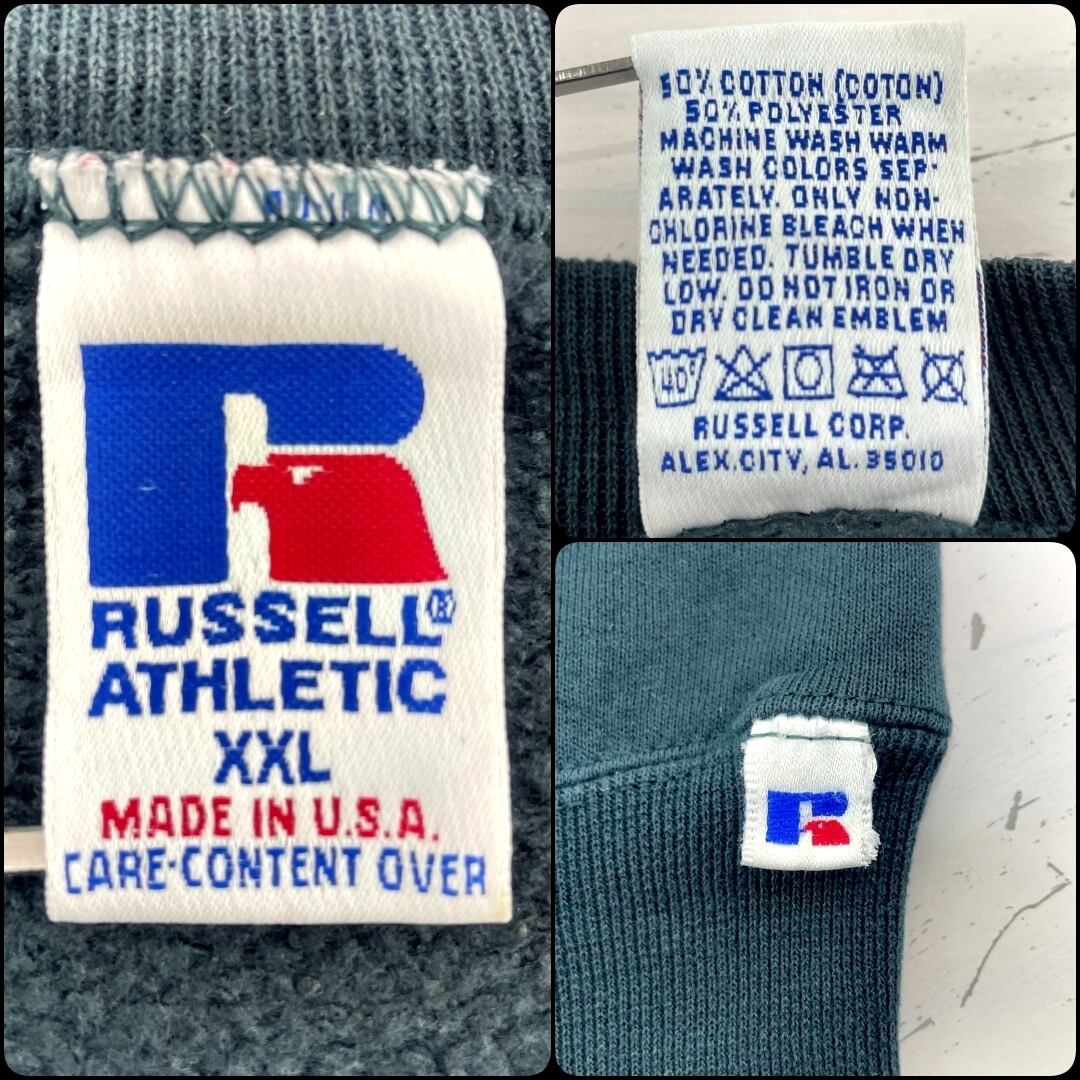 R
RUSSELL®
ATHLETIC
XXL
MADE IN U.S.A.
CARE-CONTENT OVER
50% COTTON (COTON)
50% POLYESTER
MACHINE WASH WARM
WASH COLORS SEP-
ARATELY. ONLY NON-
CHLORINE BLEACH WHEN
NEEDED. TUMBLE DRY
LOW. DO NOT IRON OR
DRY CLEAN EMBLEM
40°
RUSSELL CORP.
ALEX.CITY, AL. 35010
R